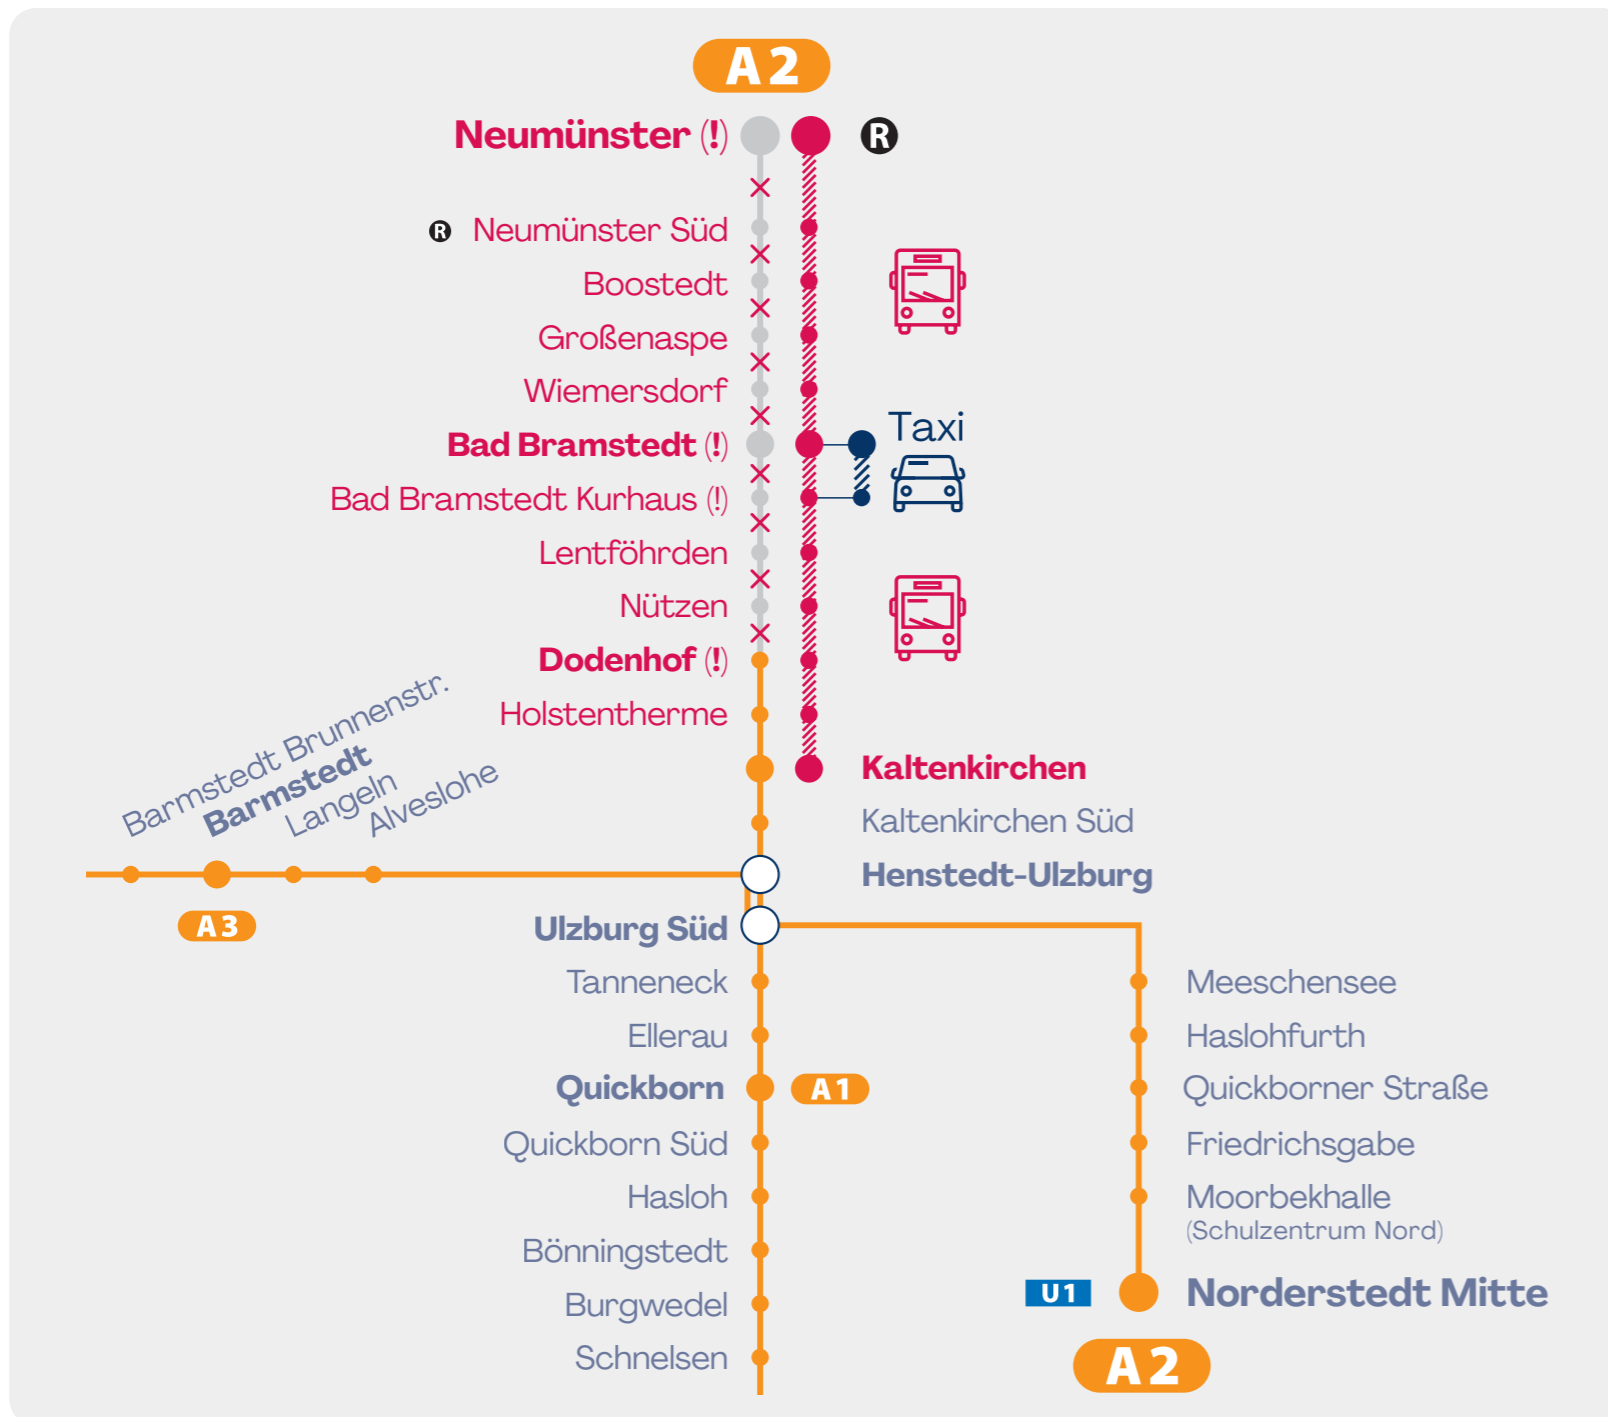 A2
Neumünster (!)
R
R Neumünster Süd
Boostedt
Großenaspe
Wiemersdorf
Taxi
Bad Bramstedt (!)
Bad Bramstedt Kurhaus (!)
Lentföhrden
Nützen
Dodenhof (!)
Holstentherme
Kaltenkirchen
Kaltenkirchen Süd
Henstedt-Ulzburg
Barmstedt Brunnenstr.
Barmstedt
Langeln
Alveslohe
A3
Ulzburg Süd
Tanneneck
Ellerau
Quickborn
A1
Quickborn Süd
Hasloh
Bönningstedt
Burgwedel
Schnelsen
Meeschensee
Haslohfurth
Quickborner Straße
Friedrichsgabe
Moorbekhalle
(Schulzentrum Nord)
U1
Norderstedt Mitte
A2